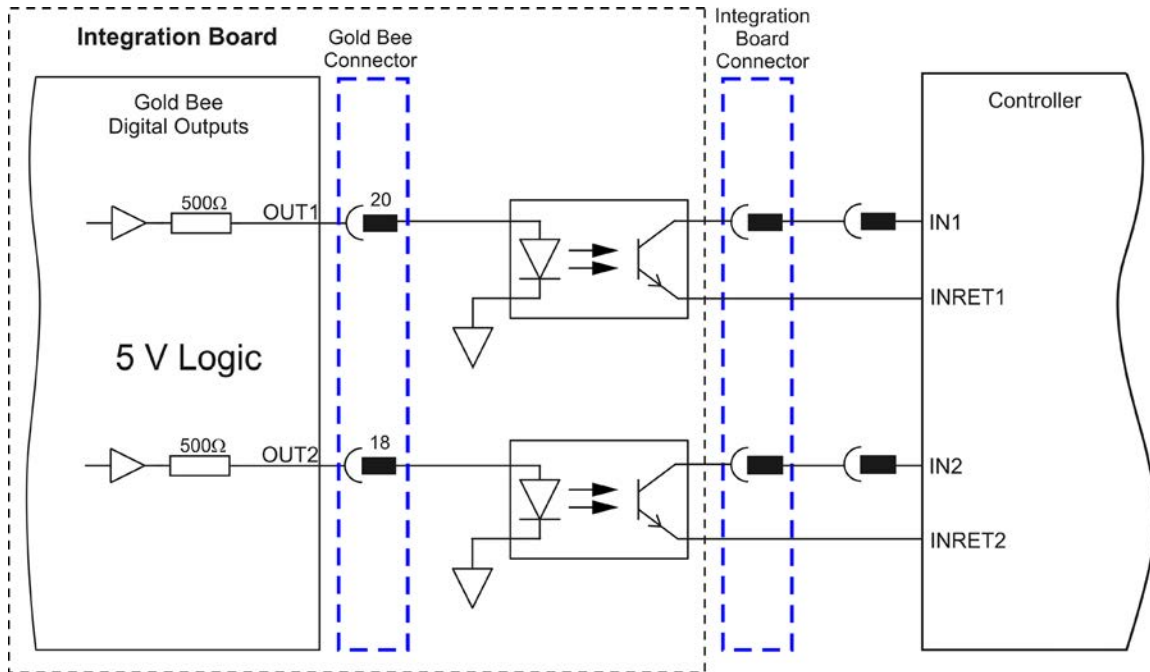 Integration Board
Gold Bee
Connector
Integration
Board
Connector
Gold Bee
Digital Outputs
Controller
500Ω
OUT1
20
IN1
INRET1
5 V Logic
500Ω
OUT2
18
IN2
INRET2